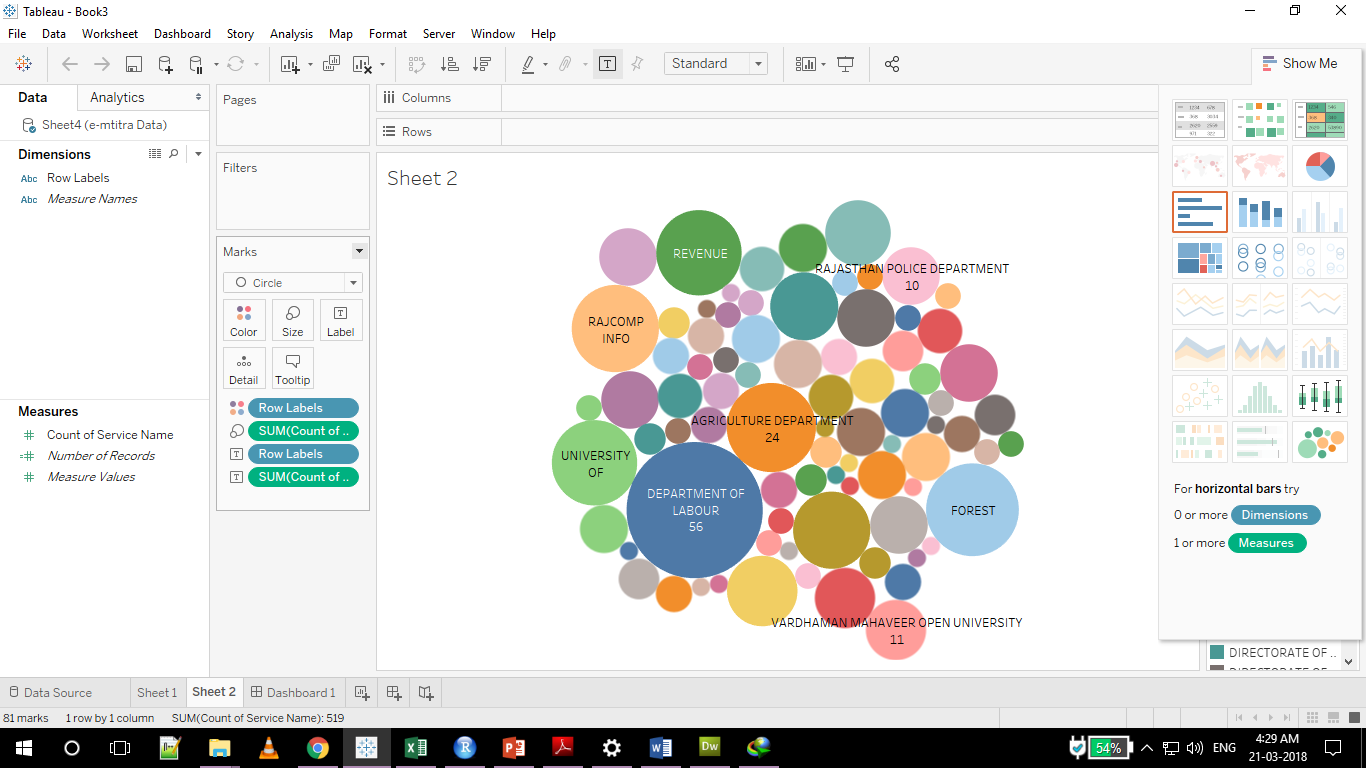 Tableau - Book3
File Data Worksheet Dashboard Story Analysis Map Format Server Window Help
Standard
Show Me
Data
Analytics
Sheet4 (e-mtitra Data)
Dimensions
Abc Row Labels
Abc Measure Names
Measures
# Count of Service Name
=# Number of Records
# Measure Values
Pages
Filters
Marks
Circle
Color
Size
T
Label
Detail
Tooltip
Row Labels
SUM(Count of ..
T Row Labels
T SUM(Count of ..
Columns
Rows
Sheet 2
REVENUE
RAJASTHAN POLICE DEPARTMENT
10
RAJCOMP
INFO
AGRICULTURE DEPARTMENT
24
UNIVERSITY
OF
DEPARTMENT OF
LABOUR
56
FOREST
VARDHAMAN MAHAVEER OPEN UNIVERSITY
11
For horizontal bars try
0 or more Dimensions
1 or more Measures
DIRECTORATE OF ..
Data Source
Sheet 1
Sheet 2
Dashboard 1
81 marks 1 row by 1 column SUM(Count of Service Name): 519
54%
ENG
4:29 AM
21-03-2018